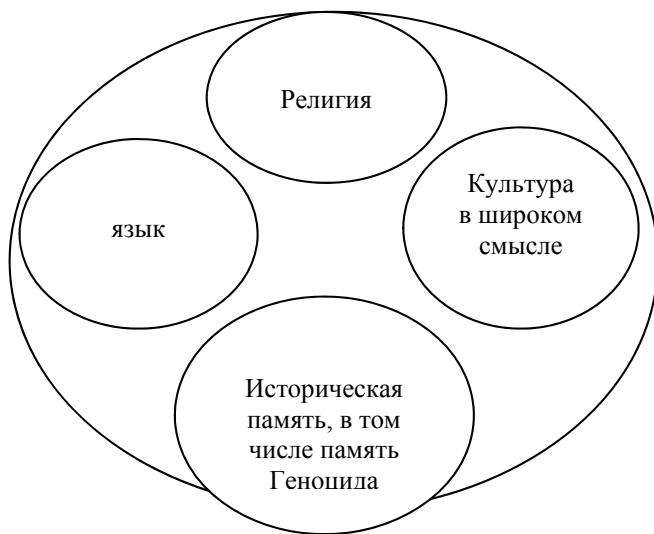 Религия
язык
Культура
в широком
смысле
Историческая
память, в том
числе память
Геноцида